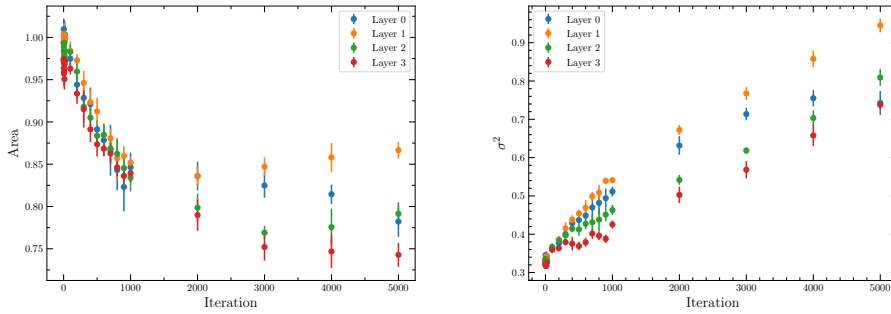 1.00
0.95
0.90
0.85
0.80
0.75
Area
0 1000 2000 3000 4000 5000
Iteration
Layer 0
Layer 1
Layer 2
Layer 3
0.9
0.8
0.7
0.6
0.5
0.4
0.3
σ²
0 1000 2000 3000 4000 5000
Iteration
Layer 0
Layer 1
Layer 2
Layer 3